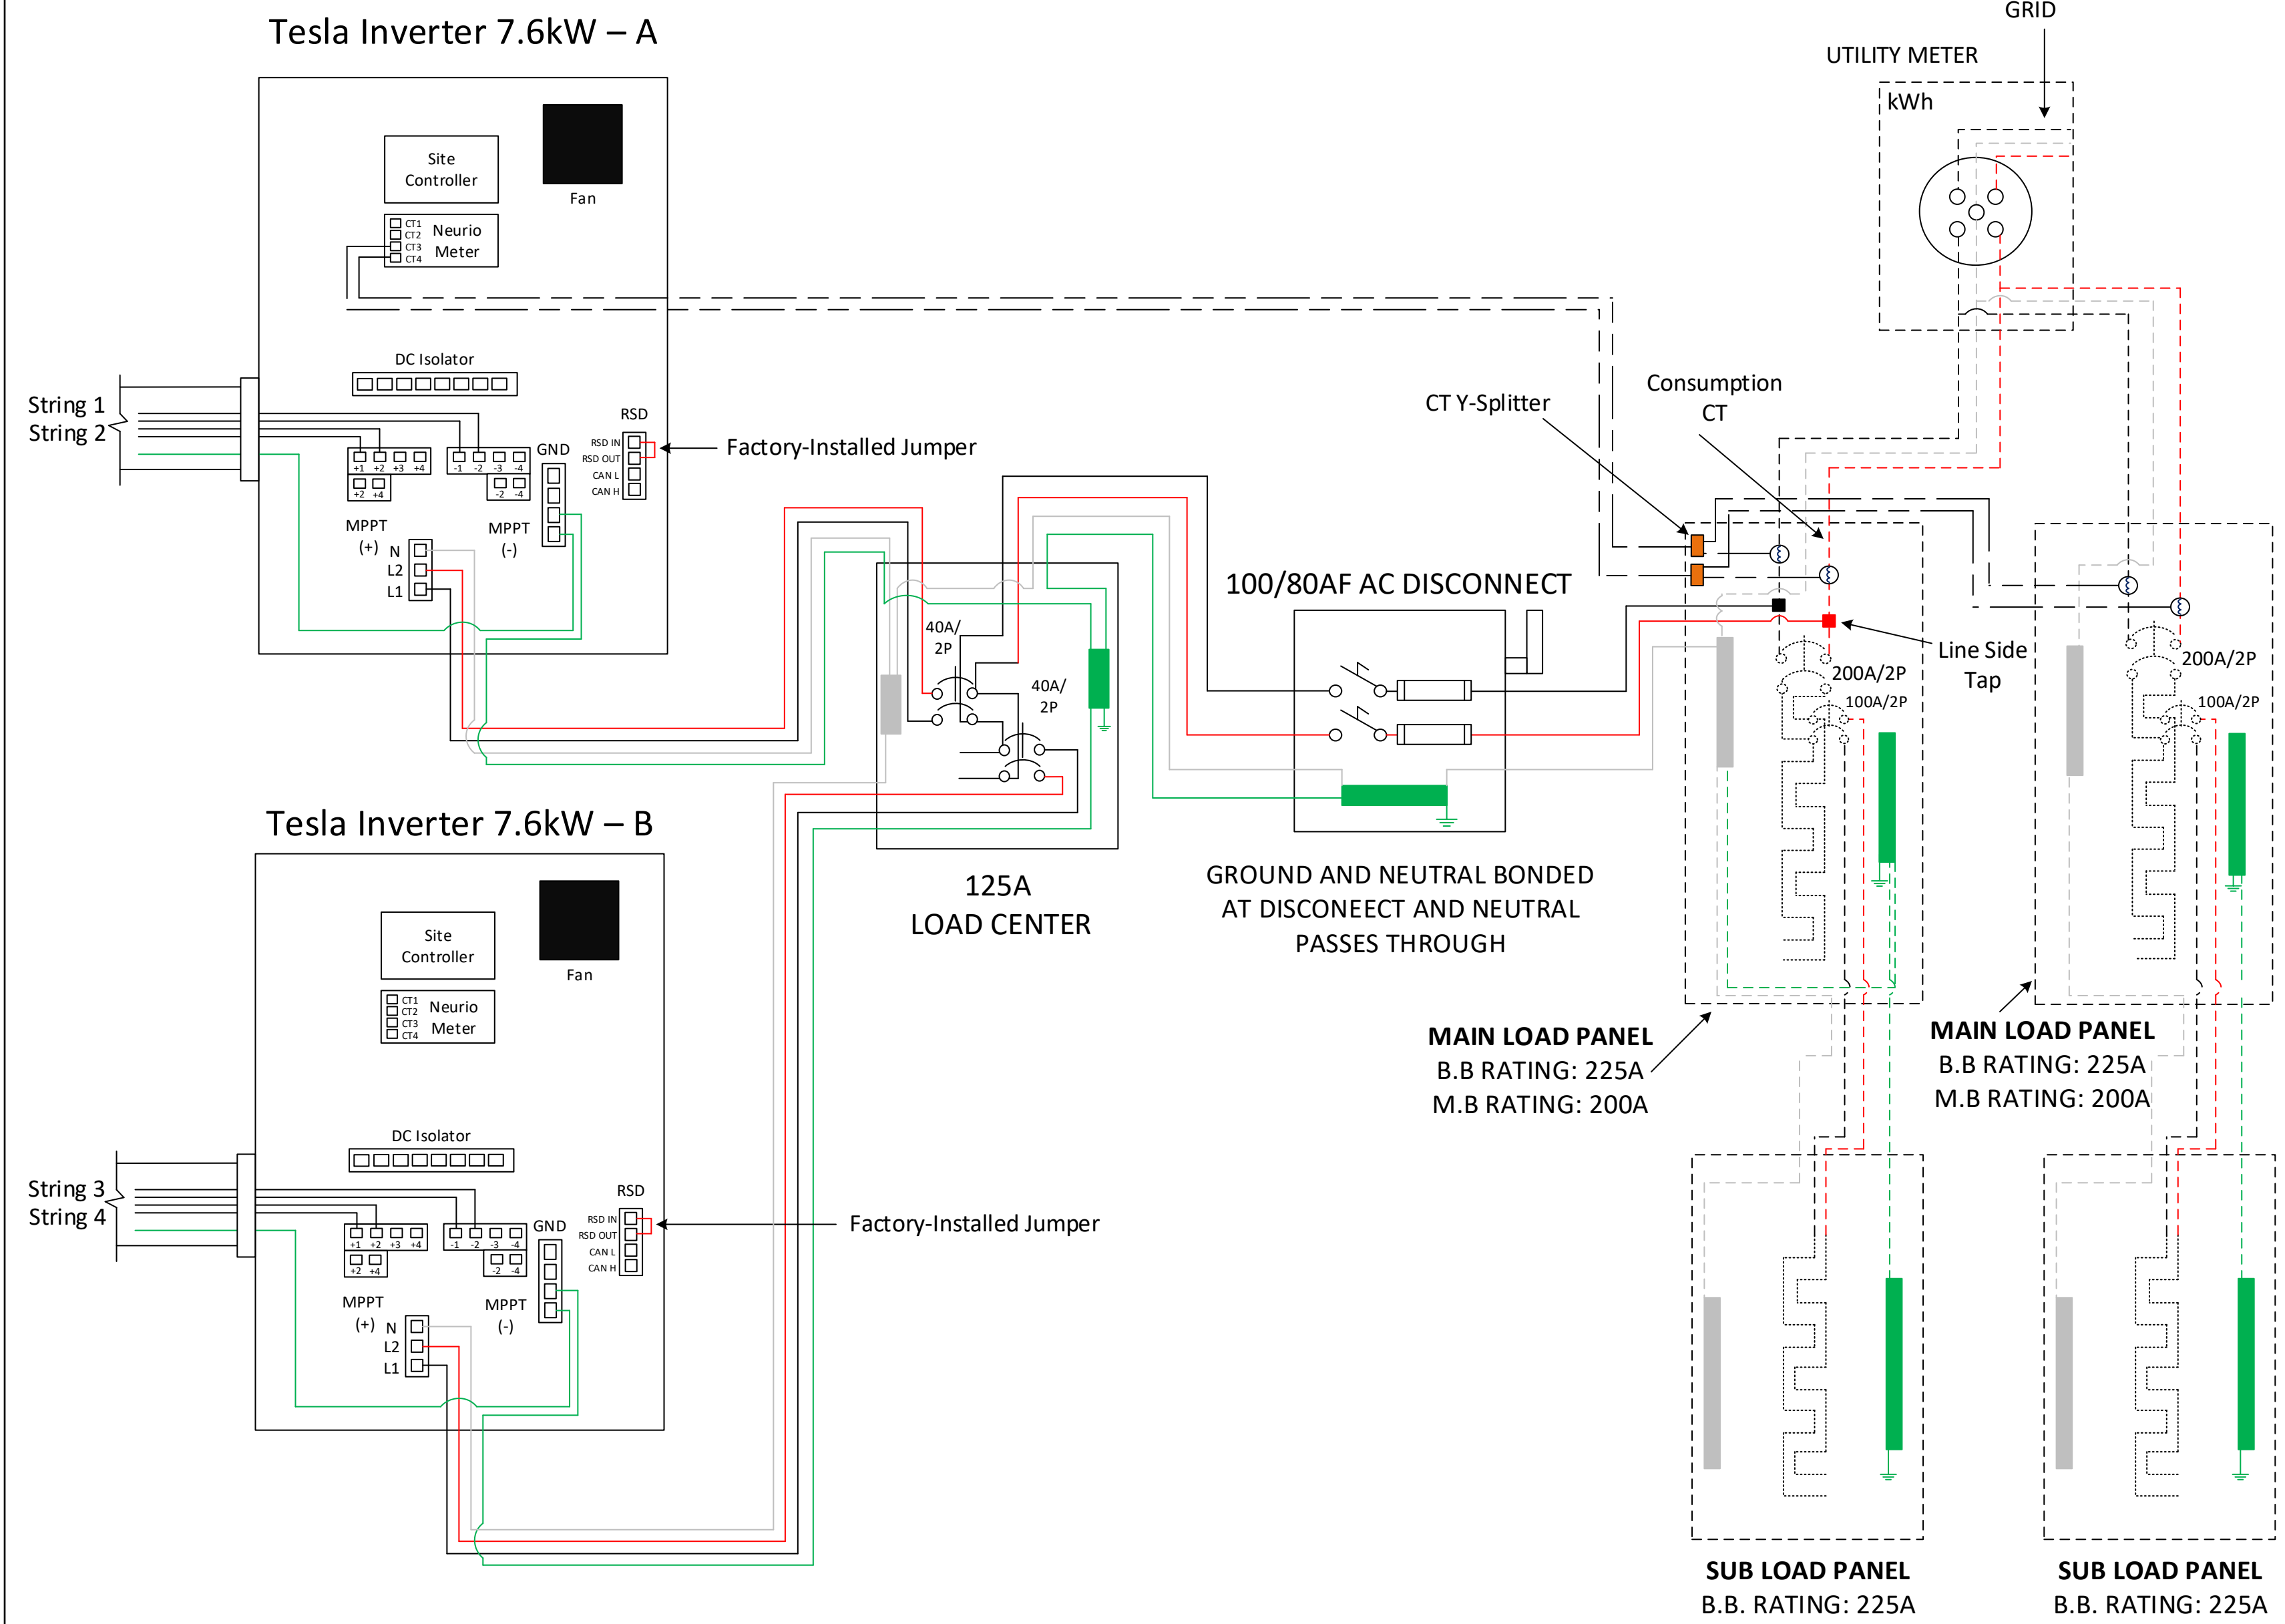 Tesla Inverter 7.6kW – A
Site
Controller
Fan
CT1
CT2
CT3
CT4
Neurio
Meter
DC Isolator
String 1
String 2
RSD
RSD IN
RSD OUT
CAN L
CAN H
Factory-Installed Jumper
GND
+1 +2 +3 +4
-1 -2 -3 -4
+2 +4
-2 -4
MPPT
(+)
MPPT
(-)
N
L2
L1
Tesla Inverter 7.6kW – B
Site
Controller
Fan
CT1
CT2
CT3
CT4
Neurio
Meter
DC Isolator
String 3
String 4
RSD
RSD IN
RSD OUT
CAN L
CAN H
Factory-Installed Jumper
GND
+1 +2 +3 +4
-1 -2 -3 -4
+2 +4
-2 -4
MPPT
(+)
MPPT
(-)
N
L2
L1
40A/
2P
40A/
2P
125A
LOAD CENTER
100/80AF AC DISCONNECT
GROUND AND NEUTRAL BONDED
AT DISCONEECT AND NEUTRAL
PASSES THROUGH
GRID
UTILITY METER
kWh
CT Y-Splitter
Consumption
CT
Line Side
Tap
200A/2P
100A/2P
200A/2P
100A/2P
MAIN LOAD PANEL
B.B RATING: 225A
M.B RATING: 200A
MAIN LOAD PANEL
B.B RATING: 225A
M.B RATING: 200A
SUB LOAD PANEL
B.B. RATING: 225A
SUB LOAD PANEL
B.B. RATING: 225A